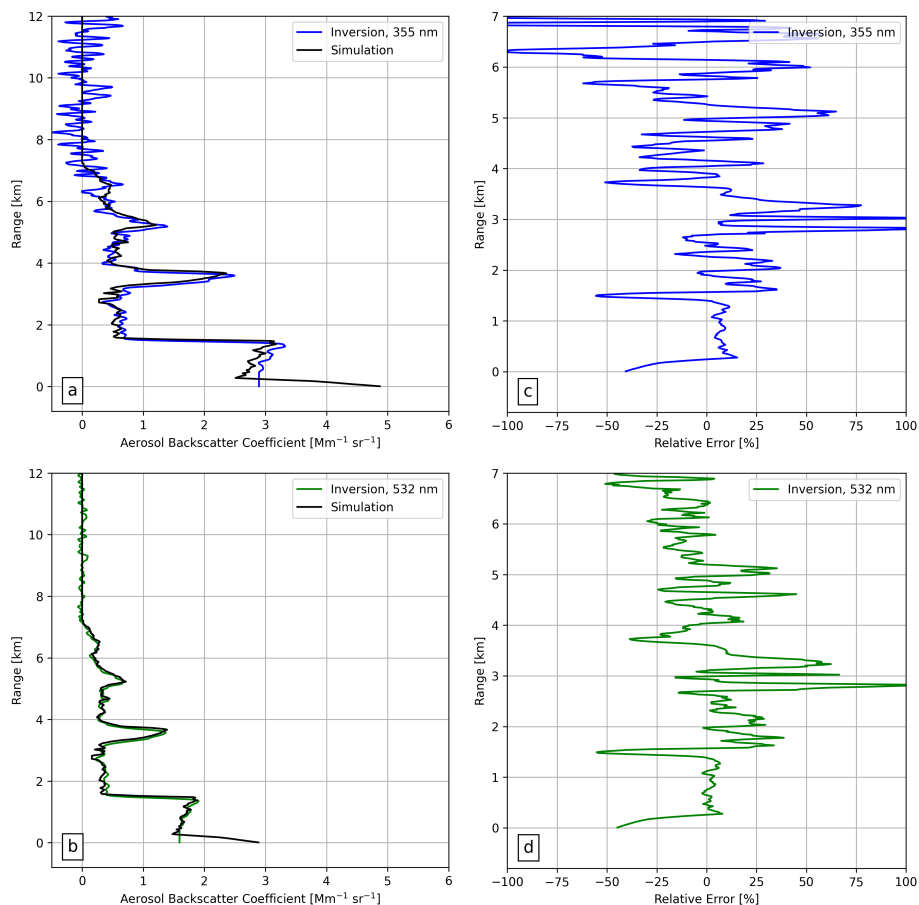 12
10
8
6
4
2
0
Range [km]
Inversion, 355 nm
Simulation
a
0 1 2 3 4 5 6
Aerosol Backscatter Coefficient [Mm⁻¹ sr⁻¹]
7
6
5
4
3
2
1
0
Range [km]
Inversion, 355 nm
c
−100 −75 −50 −25 0 25 50 75 100
Relative Error [%]
12
10
8
6
4
2
0
Range [km]
Inversion, 532 nm
Simulation
b
0 1 2 3 4 5 6
Aerosol Backscatter Coefficient [Mm⁻¹ sr⁻¹]
7
6
5
4
3
2
1
0
Range [km]
Inversion, 532 nm
d
−100 −75 −50 −25 0 25 50 75 100
Relative Error [%]